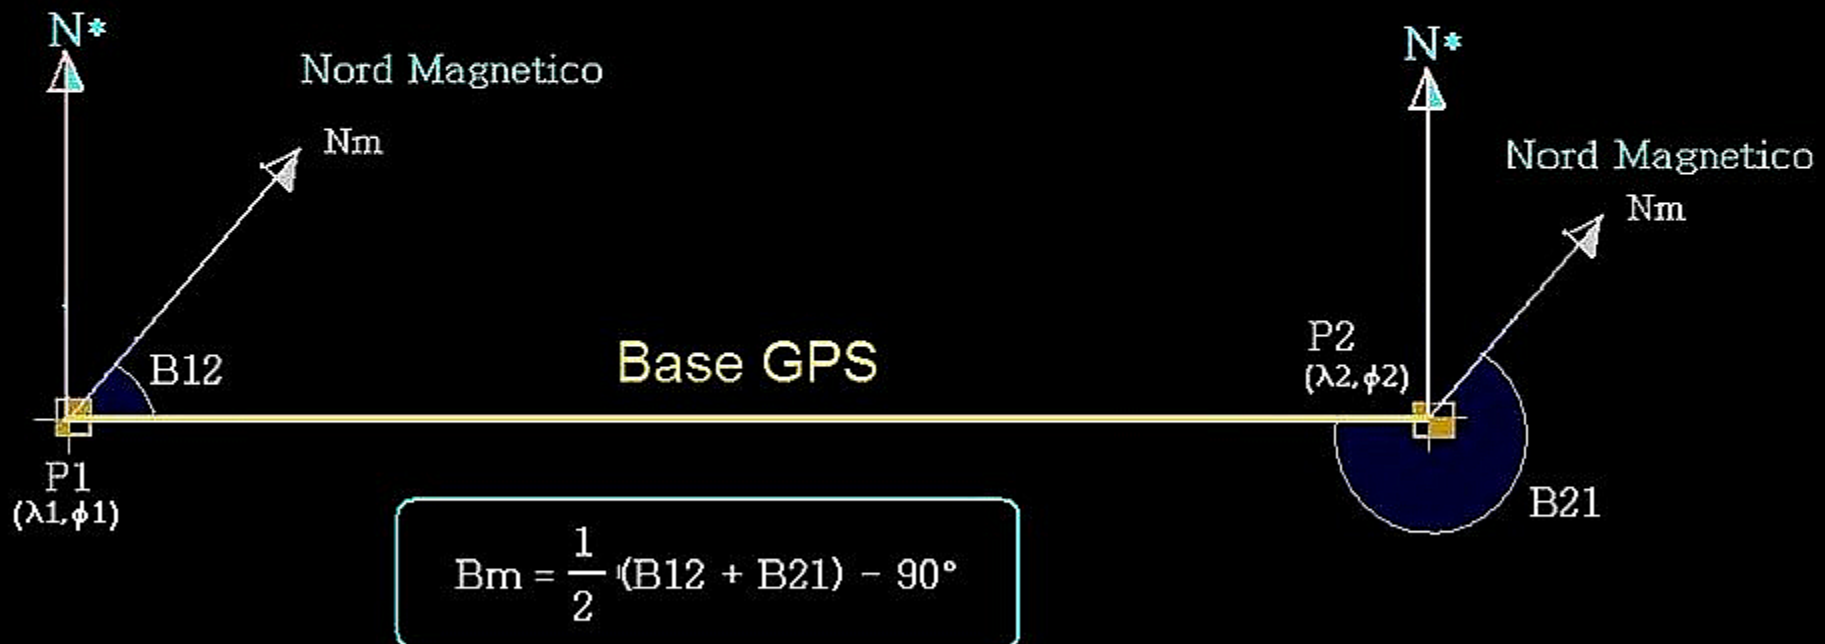 N*
Nord Magnetico
Nm
B12
P1
(λ1,ϕ1)
Base GPS
N*
Nord Magnetico
Nm
P2
(λ2,ϕ2)
B21
Bm = 1/2 (B12 + B21) - 90°